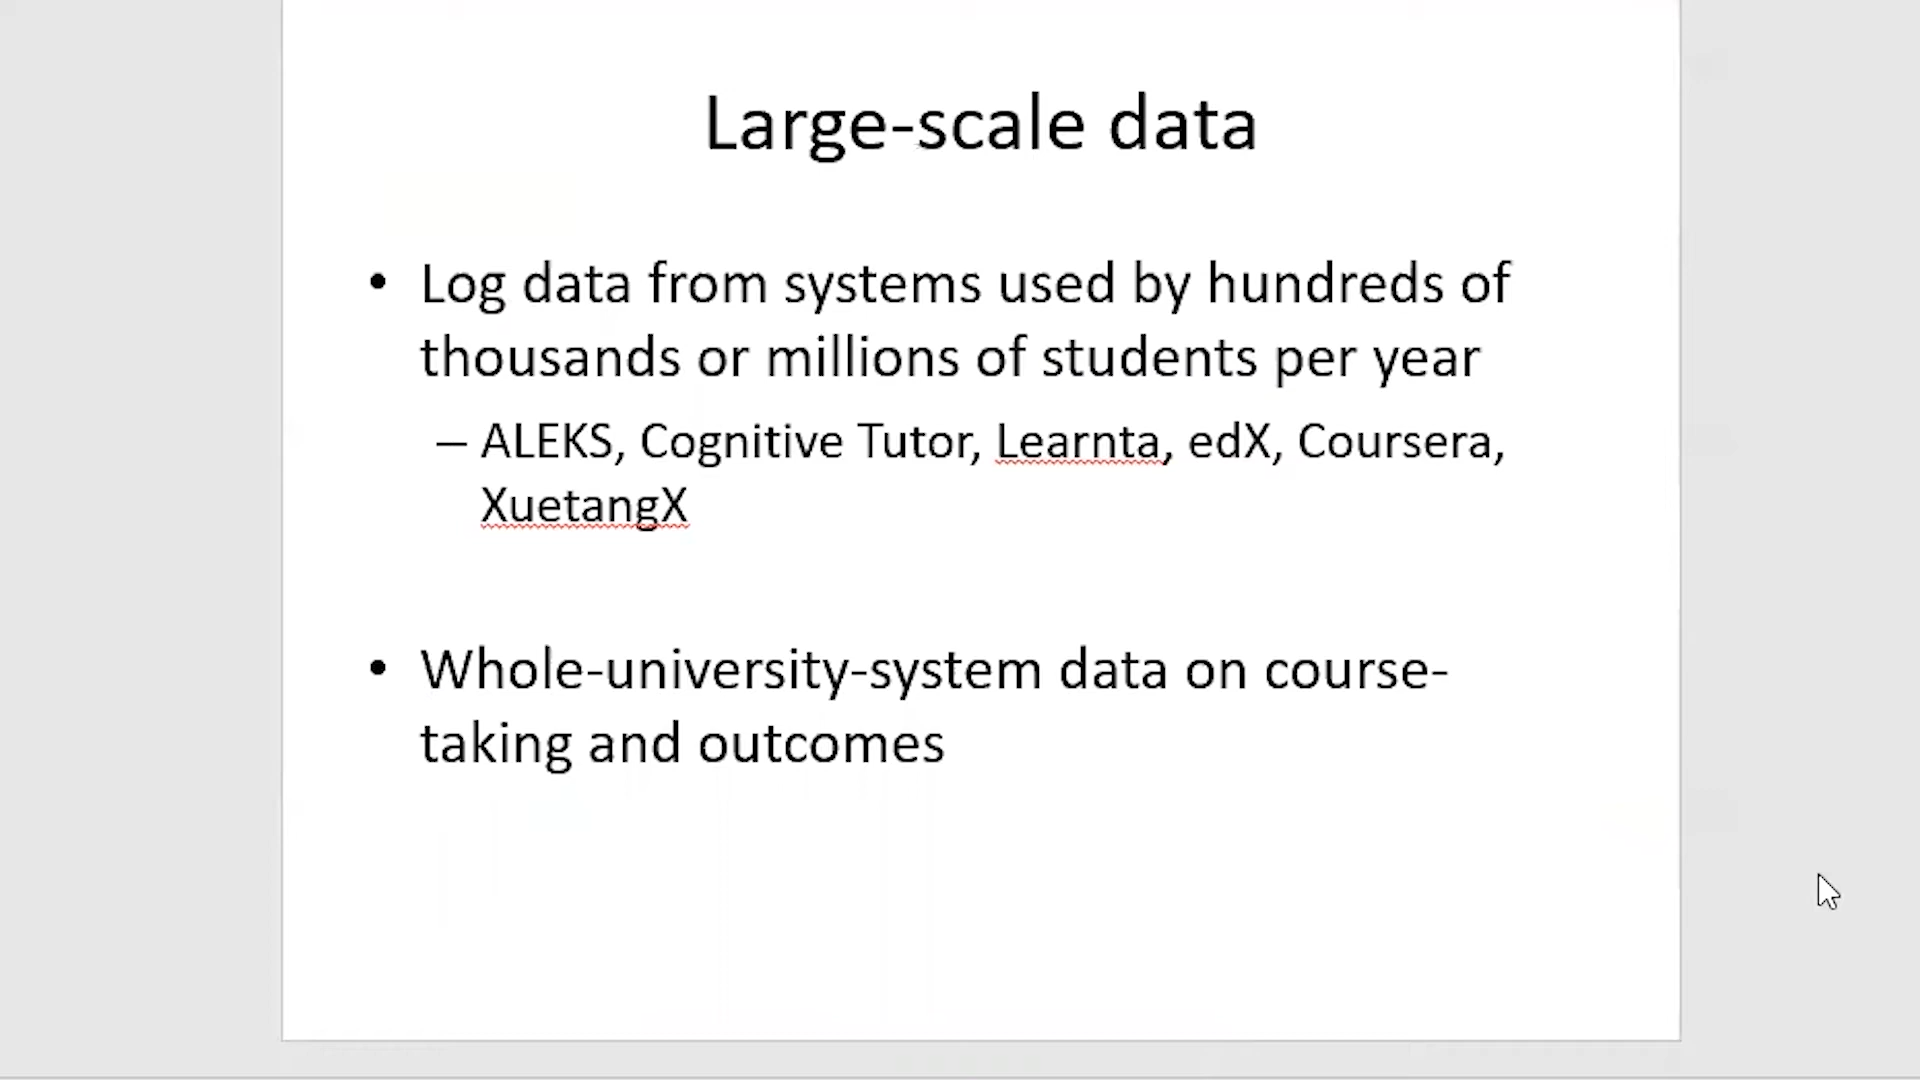 Large-scale data
• Log data from systems used by hundreds of
thousands or millions of students per year
– ALEKS, Cognitive Tutor, Learnta, edX, Coursera,
XuetangX
• Whole-university-system data on course-
taking and outcomes